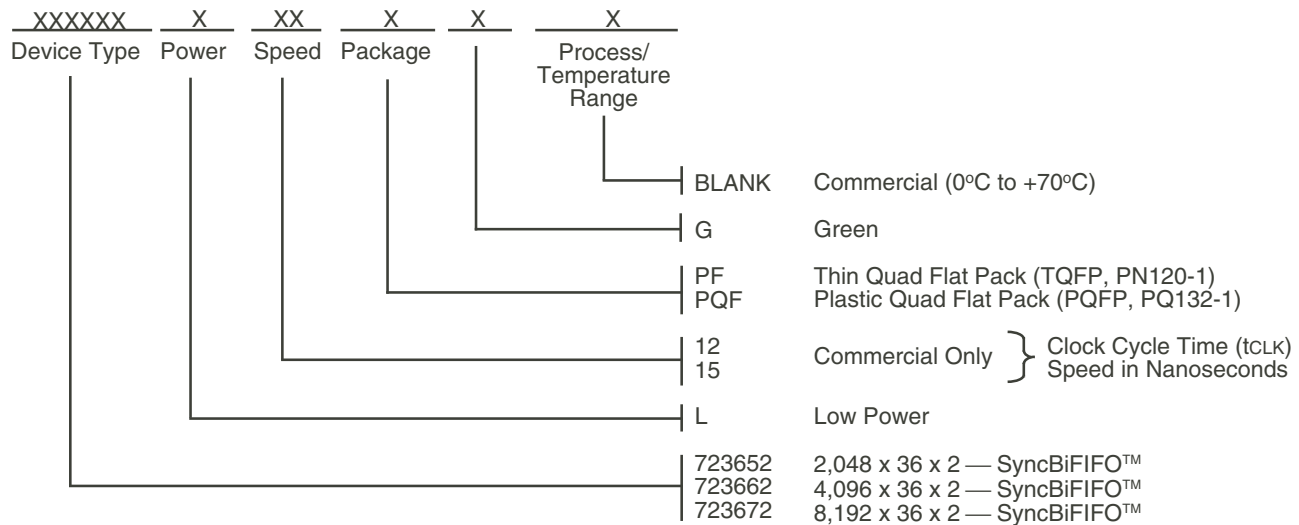 XXXXXX X XX X X X
Device Type Power Speed Package Process/
Temperature
Range
BLANK Commercial (0°C to +70°C)
G Green
PF Thin Quad Flat Pack (TQFP, PN120-1)
PQF Plastic Quad Flat Pack (PQFP, PQ132-1)
12
15
Commercial Only
Clock Cycle Time (tCLK)
Speed in Nanoseconds
L Low Power
723652 2,048 x 36 x 2 — SyncBiFIFO™
723662 4,096 x 36 x 2 — SyncBiFIFO™
723672 8,192 x 36 x 2 — SyncBiFIFO™